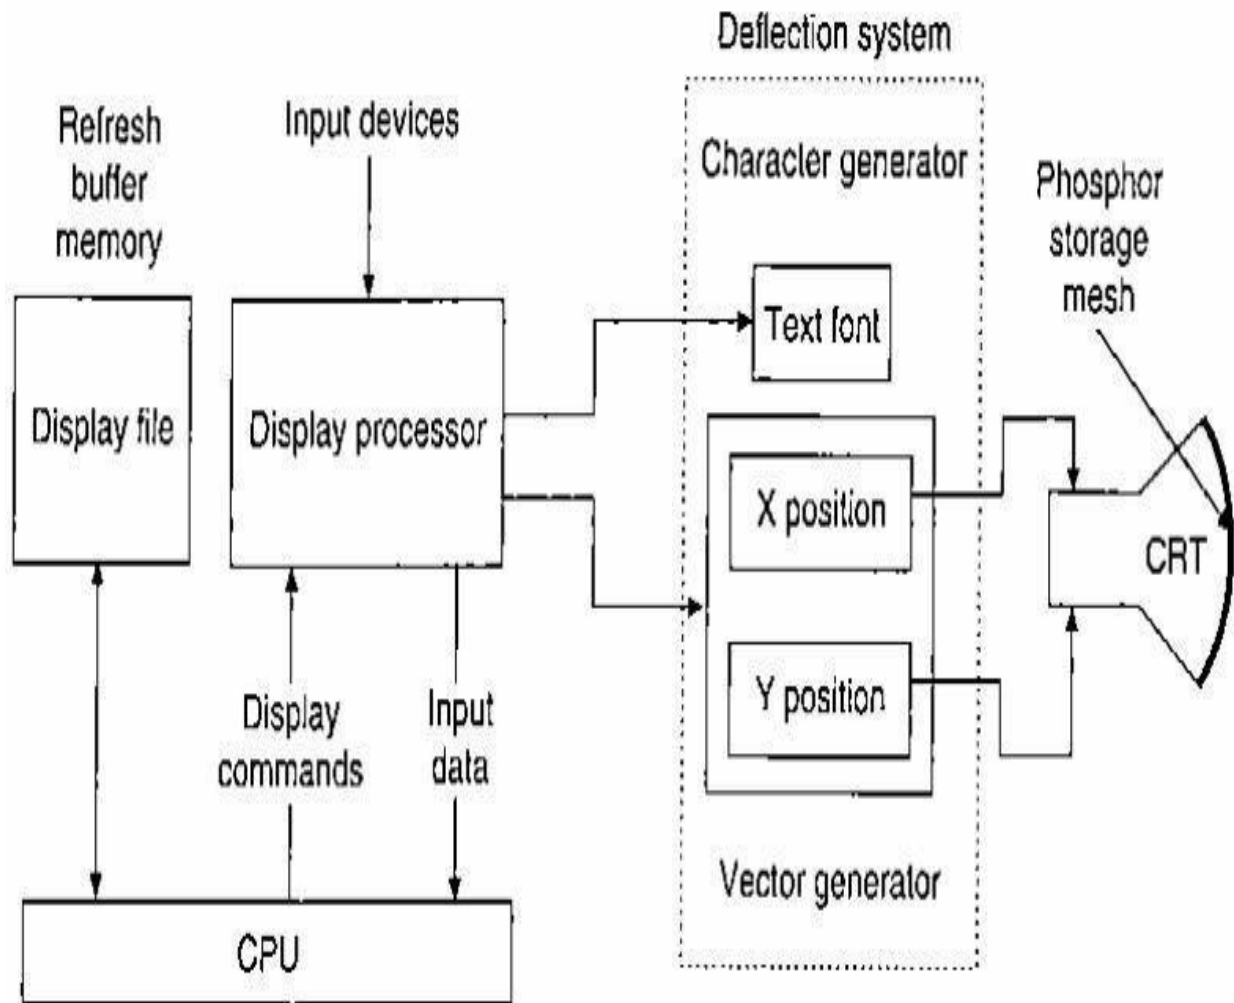 Deflection system
Refresh
buffer
memory
Input devices
Characler generator
Phosphor
storage
mesh
Text font
Display file
Display processor
X position
CRT
Y position
Display
commands
Input
data
Vector generator
CPU